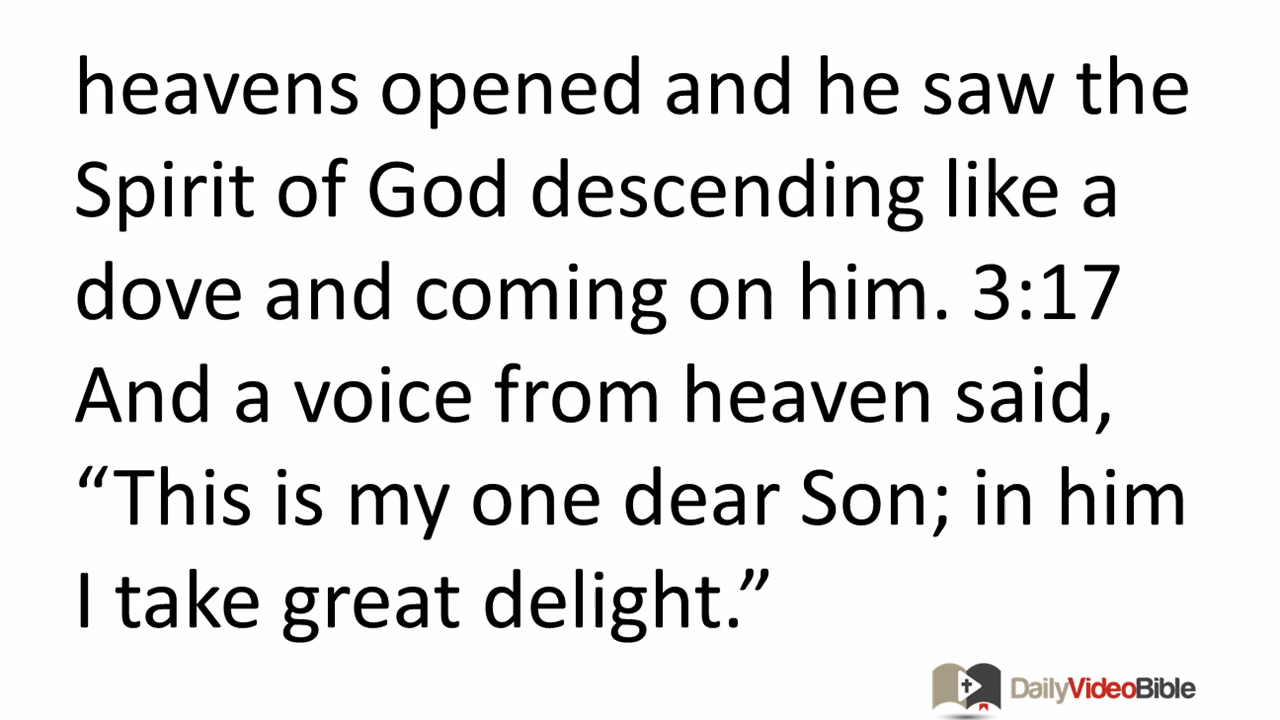 heavens opened and he saw the
Spirit of God descending like a
dove and coming on him. 3:17
And a voice from heaven said,
“This is my one dear Son; in him
I take great delight.”
DailyVideoBible